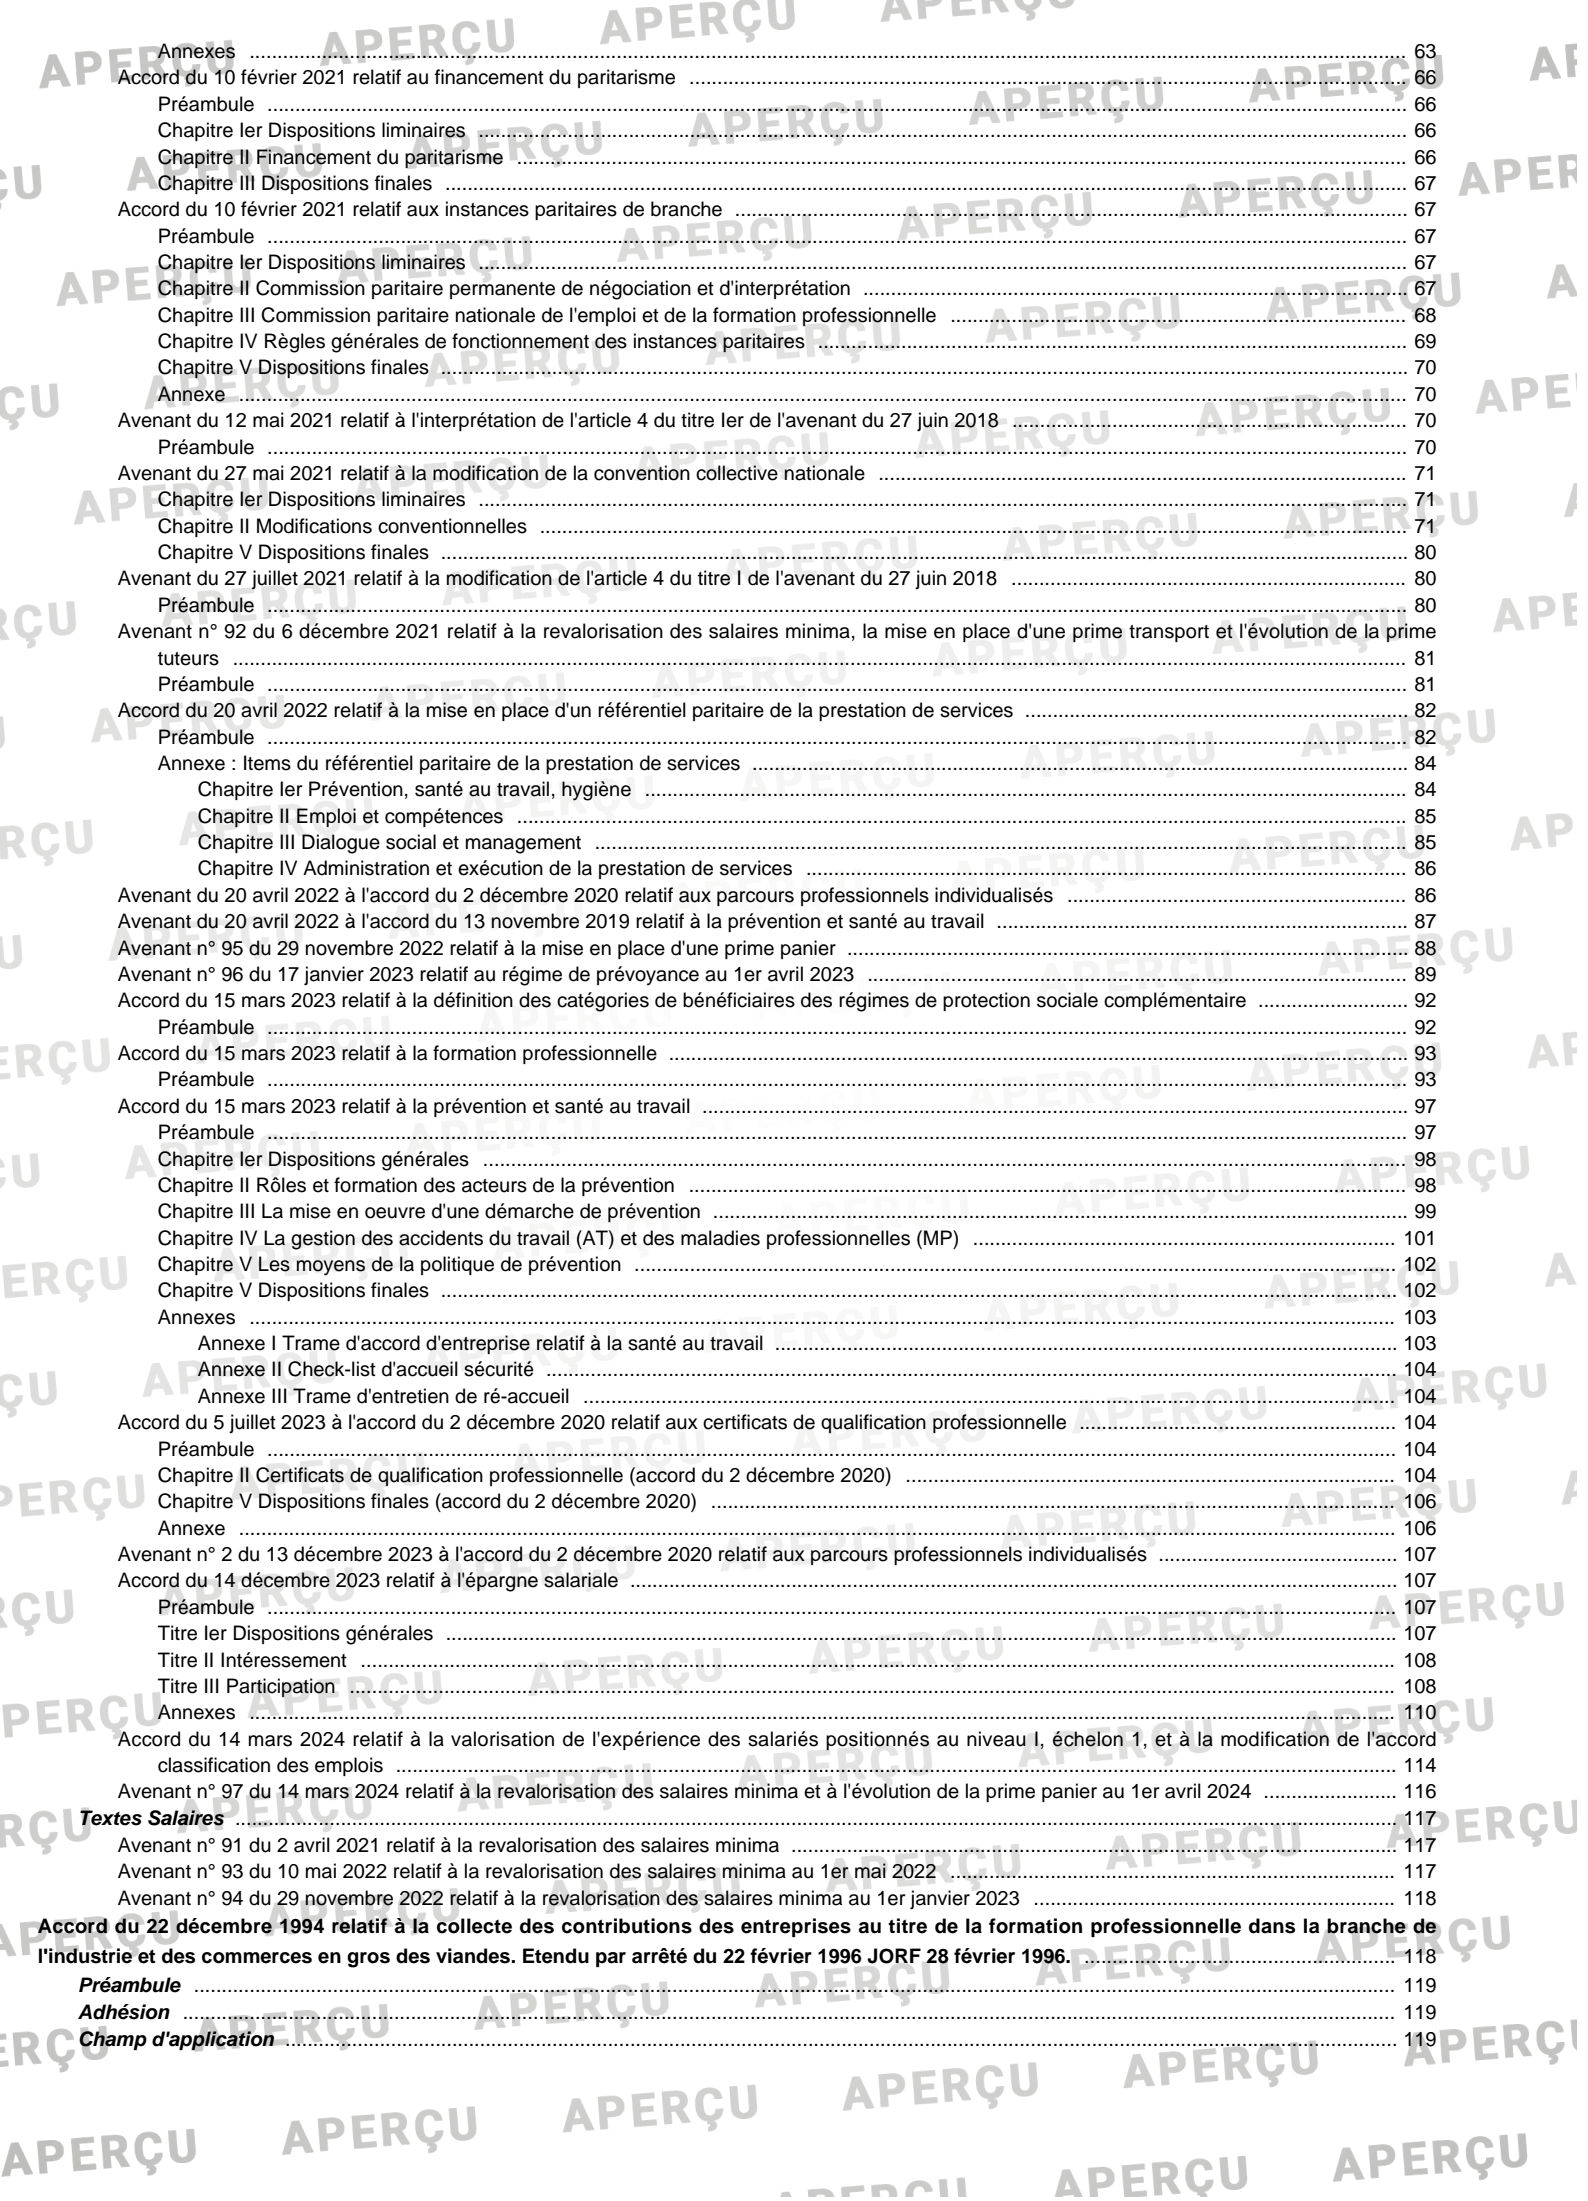 Annexes ........ 63
Accord du 10 février 2021 relatif au financement du paritarisme ........ 66
Préambule ........ 66
Chapitre Ier Dispositions liminaires ........ 66
Chapitre II Financement du paritarisme ........ 66
Chapitre III Dispositions finales ........ 67
Accord du 10 février 2021 relatif aux instances paritaires de branche ........ 67
Préambule ........ 67
Chapitre Ier Dispositions liminaires ........ 67
Chapitre II Commission paritaire permanente de négociation et d'interprétation ........ 67
Chapitre III Commission paritaire nationale de l'emploi et de la formation professionnelle ........ 68
Chapitre IV Règles générales de fonctionnement des instances paritaires ........ 69
Chapitre V Dispositions finales ........ 70
Annexe ........ 70
Avenant du 12 mai 2021 relatif à l'interprétation de l'article 4 du titre Ier de l'avenant du 27 juin 2018 ........ 70
Préambule ........ 70
Avenant du 27 mai 2021 relatif à la modification de la convention collective nationale ........ 71
Chapitre Ier Dispositions liminaires ........ 71
Chapitre II Modifications conventionnelles ........ 71
Chapitre V Dispositions finales ........ 80
Avenant du 27 juillet 2021 relatif à la modification de l'article 4 du titre I de l'avenant du 27 juin 2018 ........ 80
Préambule ........ 80
Avenant n° 92 du 6 décembre 2021 relatif à la revalorisation des salaires minima, la mise en place d'une prime transport et l'évolution de la prime
tuteurs ........ 81
Préambule ........ 81
Accord du 20 avril 2022 relatif à la mise en place d'un référentiel paritaire de la prestation de services ........ 82
Préambule ........ 82
Annexe : Items du référentiel paritaire de la prestation de services ........ 84
Chapitre Ier Prévention, santé au travail, hygiène ........ 84
Chapitre II Emploi et compétences ........ 85
Chapitre III Dialogue social et management ........ 85
Chapitre IV Administration et exécution de la prestation de services ........ 86
Avenant du 20 avril 2022 à l'accord du 2 décembre 2020 relatif aux parcours professionnels individualisés ........ 86
Avenant du 20 avril 2022 à l'accord du 13 novembre 2019 relatif à la prévention et santé au travail ........ 87
Avenant n° 95 du 29 novembre 2022 relatif à la mise en place d'une prime panier ........ 88
Avenant n° 96 du 17 janvier 2023 relatif au régime de prévoyance au 1er avril 2023 ........ 89
Accord du 15 mars 2023 relatif à la définition des catégories de bénéficiaires des régimes de protection sociale complémentaire ........ 92
Préambule ........ 92
Accord du 15 mars 2023 relatif à la formation professionnelle ........ 93
Préambule ........ 93
Accord du 15 mars 2023 relatif à la prévention et santé au travail ........ 97
Préambule ........ 97
Chapitre Ier Dispositions générales ........ 98
Chapitre II Rôles et formation des acteurs de la prévention ........ 98
Chapitre III La mise en oeuvre d'une démarche de prévention ........ 99
Chapitre IV La gestion des accidents du travail (AT) et des maladies professionnelles (MP) ........ 101
Chapitre V Les moyens de la politique de prévention ........ 102
Chapitre V Dispositions finales ........ 102
Annexes ........ 103
Annexe I Trame d'accord d'entreprise relatif à la santé au travail ........ 103
Annexe II Check-list d'accueil sécurité ........ 104
Annexe III Trame d'entretien de ré-accueil ........ 104
Accord du 5 juillet 2023 à l'accord du 2 décembre 2020 relatif aux certificats de qualification professionnelle ........ 104
Préambule ........ 104
Chapitre II Certificats de qualification professionnelle (accord du 2 décembre 2020) ........ 104
Chapitre V Dispositions finales (accord du 2 décembre 2020) ........ 106
Annexe ........ 106
Avenant n° 2 du 13 décembre 2023 à l'accord du 2 décembre 2020 relatif aux parcours professionnels individualisés ........ 107
Accord du 14 décembre 2023 relatif à l'épargne salariale ........ 107
Préambule ........ 107
Titre Ier Dispositions générales ........ 107
Titre II Intéressement ........ 108
Titre III Participation ........ 108
Annexes ........ 110
Accord du 14 mars 2024 relatif à la valorisation de l'expérience des salariés positionnés au niveau I, échelon 1, et à la modification de l'accord
classification des emplois ........ 114
Avenant n° 97 du 14 mars 2024 relatif à la revalorisation des salaires minima et à l'évolution de la prime panier au 1er avril 2024 ........ 116
Textes Salaires ........ 117
Avenant n° 91 du 2 avril 2021 relatif à la revalorisation des salaires minima ........ 117
Avenant n° 93 du 10 mai 2022 relatif à la revalorisation des salaires minima au 1er mai 2022 ........ 117
Avenant n° 94 du 29 novembre 2022 relatif à la revalorisation des salaires minima au 1er janvier 2023 ........ 118
Accord du 22 décembre 1994 relatif à la collecte des contributions des entreprises au titre de la formation professionnelle dans la branche de
l'industrie et des commerces en gros des viandes. Etendu par arrêté du 22 février 1996 JORF 28 février 1996. ........ 118
Préambule ........ 119
Adhésion ........ 119
Champ d'application ........ 119
APERÇU